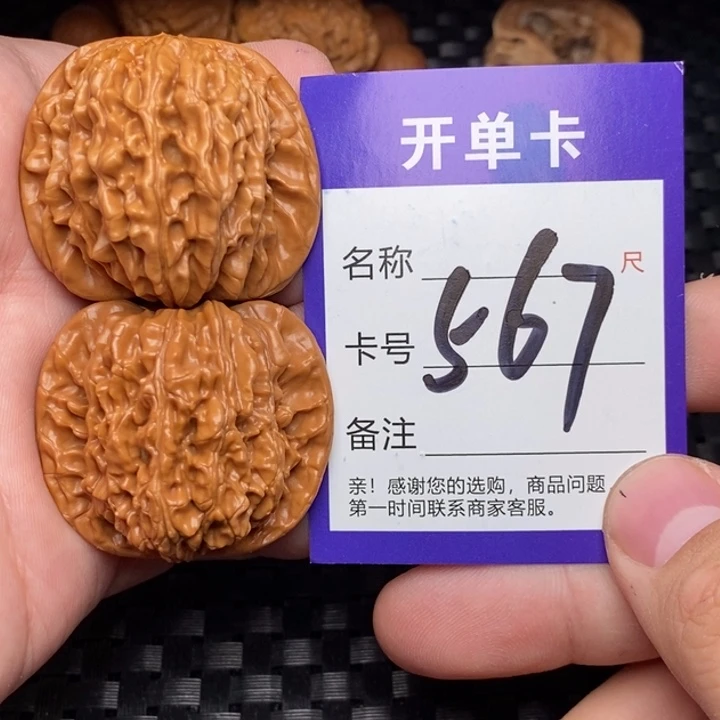 开单卡
名称
尺
567
卡号
备注
亲！感谢您的选购，商品问题
第一时间联系商家客服。